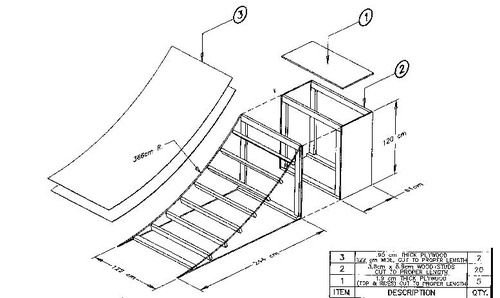 3
1
2
366cm R
120 cm
61cm
244 cm
122 cm
3 .95 cm THICK PLYWOOD 2
122 cm WIDE, CUT TO PROPER LENGTH
2 3.8cm x 8.9cm WOOD-STUDS 20
CUT TO PROPER LENGTH
1 1.9 cm THICK PLYWOOD 5
(TOP & SIDES) CUT TO PROPER LENGTH
ITEM DESCRIPTION QTY.